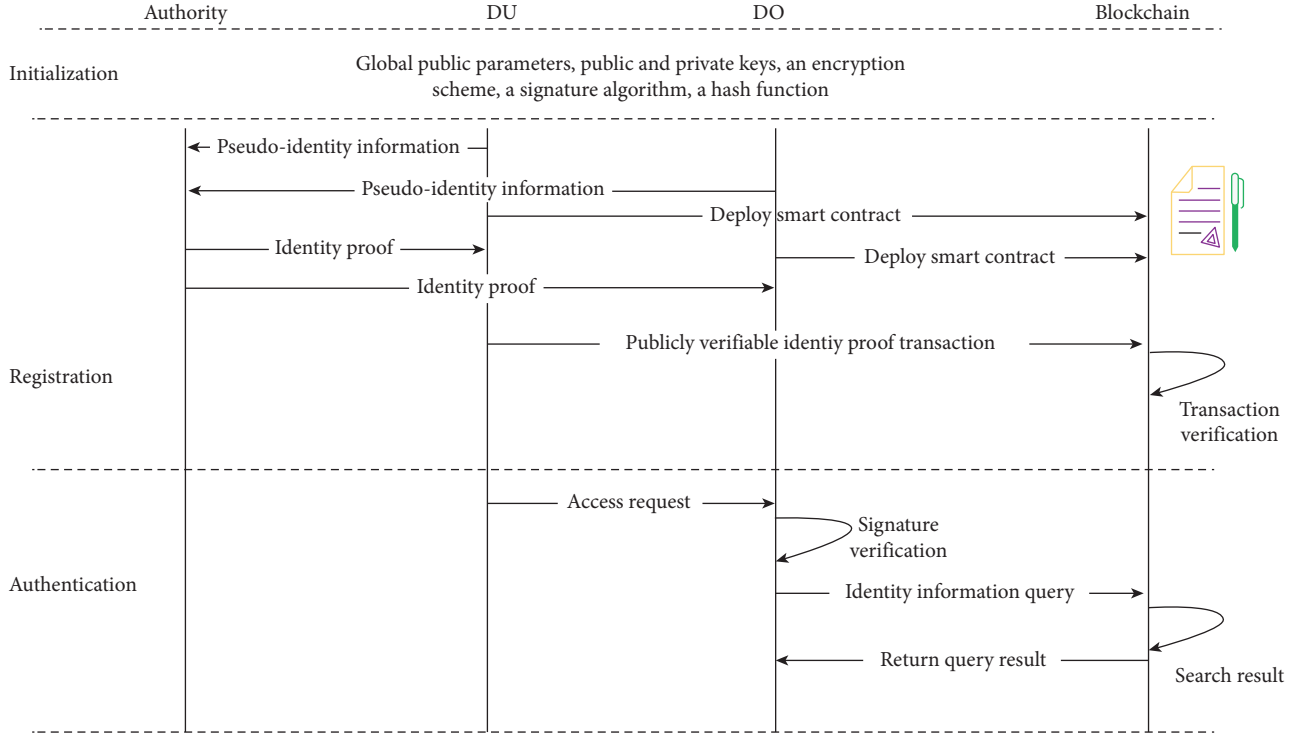 Authority
DU
DO
Blockchain
Initialization
Global public parameters, public and private keys, an encryption
scheme, a signature algorithm, a hash function
Pseudo-identity information
Pseudo-identity information
Deploy smart contract
Identity proof
Deploy smart contract
Identity proof
Publicly verifiable identiy proof transaction
Registration
Transaction
verification
Access request
Signature
verification
Authentication
Identity information query
Return query result
Search result